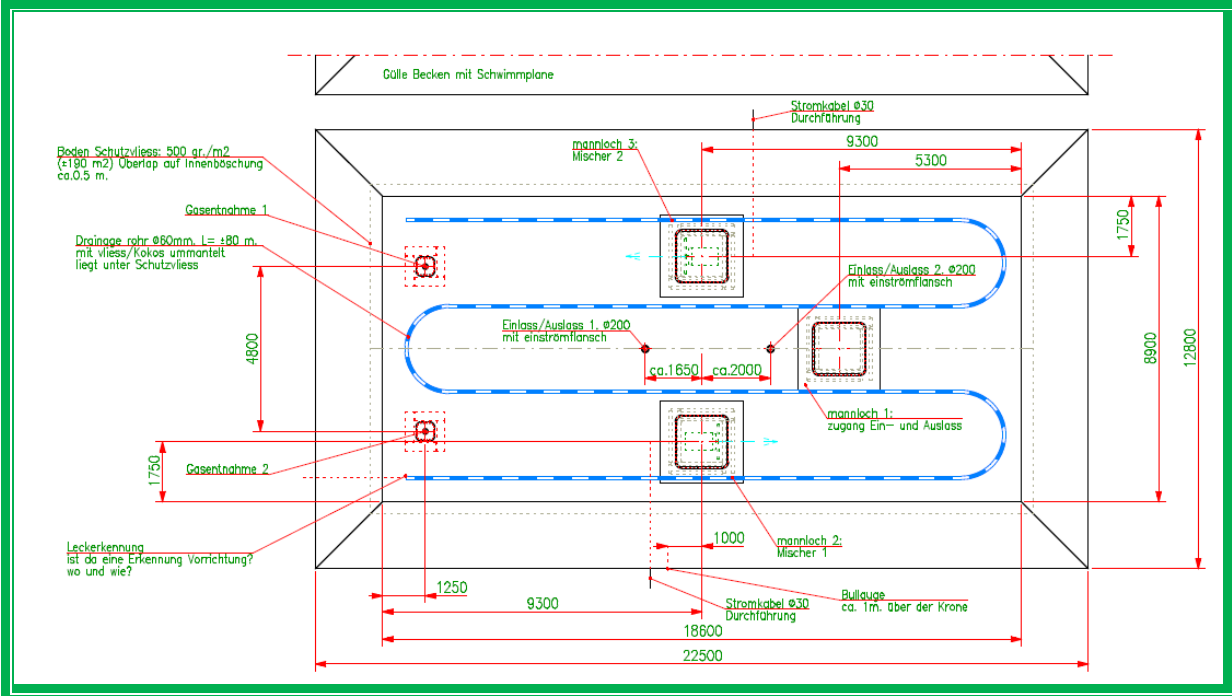 Gülle Becken mit Schwimmplane
Stromkabel ø30
Durchführung
9300
mannloch 3:
Mischer 2
5300
Boden Schutzvliess: 500 gr./m2
(±190 m2) Überlap auf Innenböschung
ca.0.5 m.
Gasentnahme 1
1750
Drainage rohr ø60mm. L= ±80 m.
mit vliess/Kokos ummantelt
liegt unter Schutzvliess
Einlass/Auslass 2. ø200
mit einströmflansch
Einlass/Auslass 1. ø200
mit einströmflansch
4800
8900
12800
ca.1650
ca.2000
mannloch 1:
zugang Ein- und Auslass
Gasentnahme 2
1750
Leckerkennung
ist da eine Erkennung Vorrichtung?
wo und wie?
1000
mannloch 2:
Mischer 1
1250
9300
Stromkabel ø30
Durchführung
Bullauge
ca. 1m. über der Krone
18600
22500